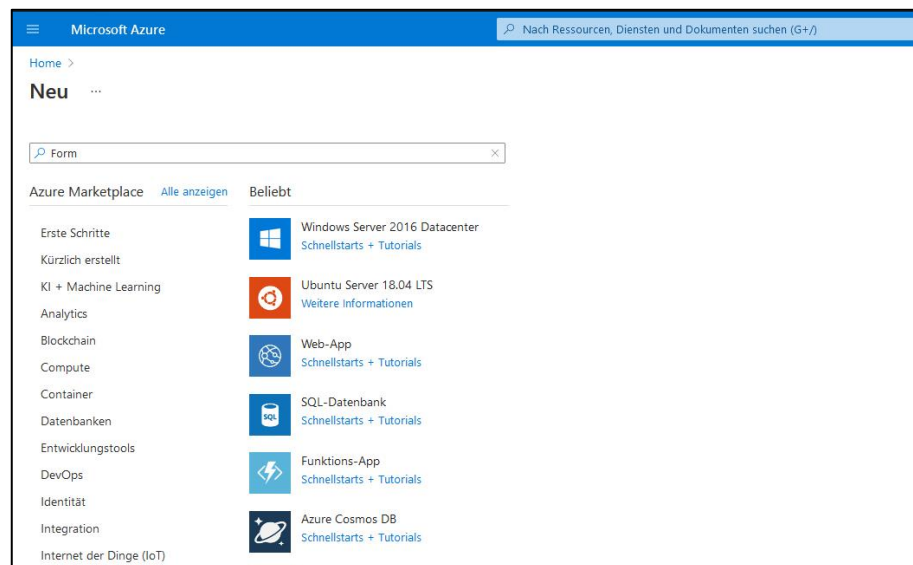 Microsoft Azure
Nach Ressourcen, Diensten und Dokumenten suchen (G+/)
Home >
Neu ...
Form
Azure Marketplace Alle anzeigen
Erste Schritte
Kürzlich erstellt
KI + Machine Learning
Analytics
Blockchain
Compute
Container
Datenbanken
Entwicklungstools
DevOps
Identität
Integration
Internet der Dinge (IoT)
Beliebt
Windows Server 2016 Datacenter
Schnellstarts + Tutorials
Ubuntu Server 18.04 LTS
Weitere Informationen
Web-App
Schnellstarts + Tutorials
SQL
SQL-Datenbank
Schnellstarts + Tutorials
Funktions-App
Schnellstarts + Tutorials
Azure Cosmos DB
Schnellstarts + Tutorials